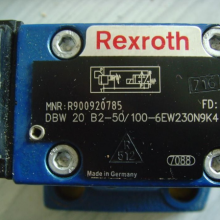 Rexroth
MNR:R900920785
FD:
DBW 20 B2-50/100-6EW230N9K4
7088
Made in Germany